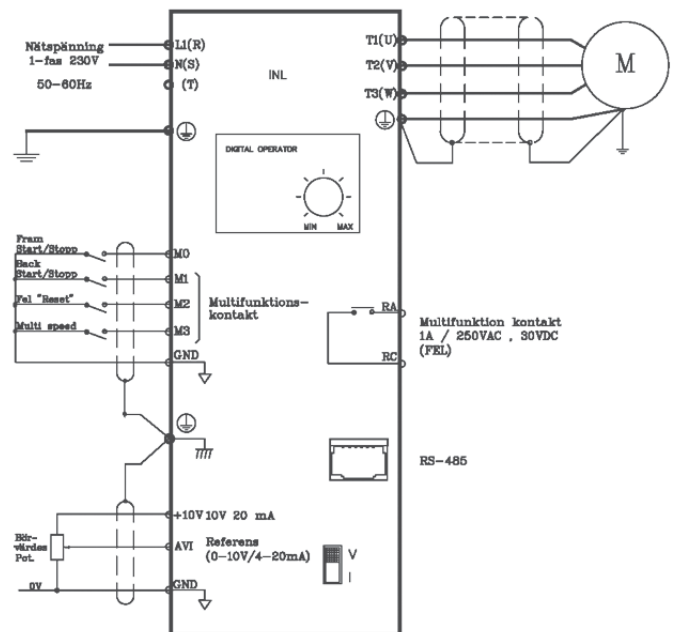 Nätspänning
1-fas 230V
50-60Hz
L1(R)
N(S)
(T)
INL
T1(U)
T2(V)
T3(W)
M
DIGITAL OPERATOR
MIN MAX
Fram
Start/Stopp
Back
Start/Stopp
Fel "Reset"
Multi speed
M0
M1
M2
M3
GND
Multifunktions-
kontakt
RA
RC
Multifunktion kontakt
1A / 250VAC , 30VDC
(FEL)
RS-485
+10V 10V 20 mA
Bör-
värdes
Pot.
AVI
Referens
(0-10V/4-20mA)
V
I
0V
GND